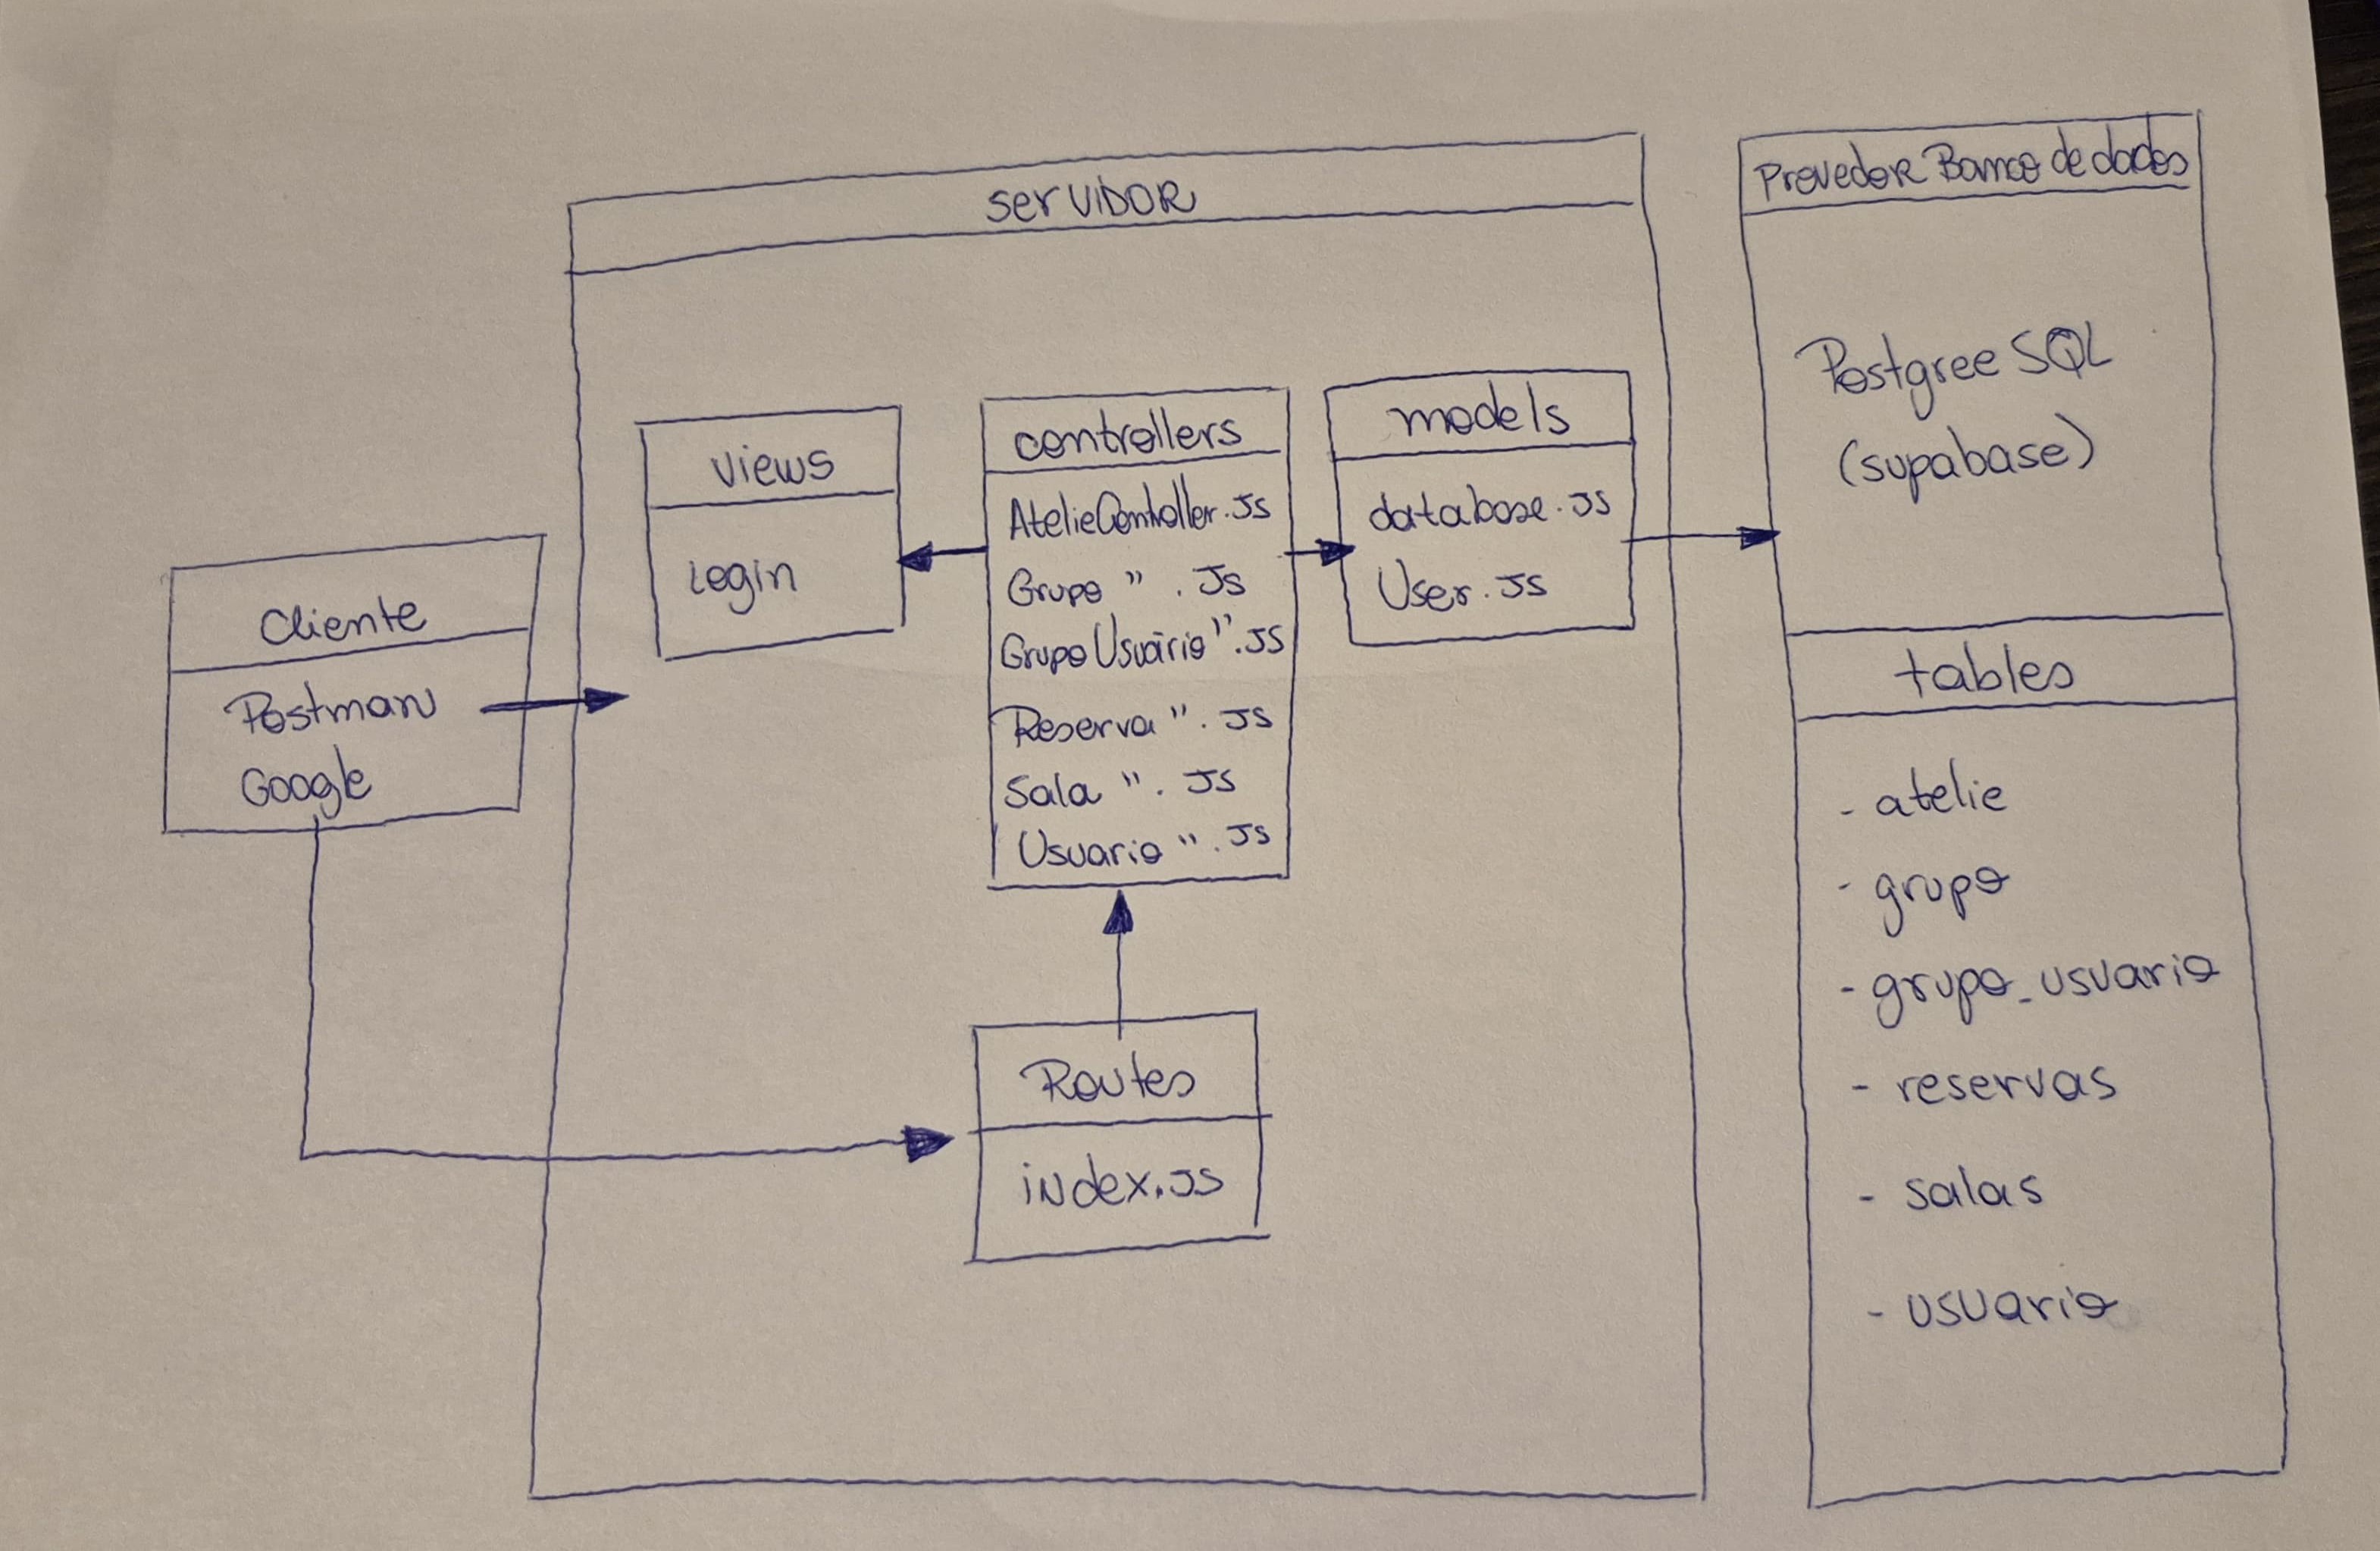 servidor
Provedor Banco de dados
Postgree SQL
(supabase)
views
Login
controllers
AtelieController.Js
Grupo ". Js
GrupoUsuário".JS
Reserva ". JS
Sala ". JS
Usuario ". JS
models
database.JS
User.JS
Cliente
Postman
Google
Routes
index.JS
tables
- atelie
- grupo
- grupo_usuario
- reservas
- salas
- usuario